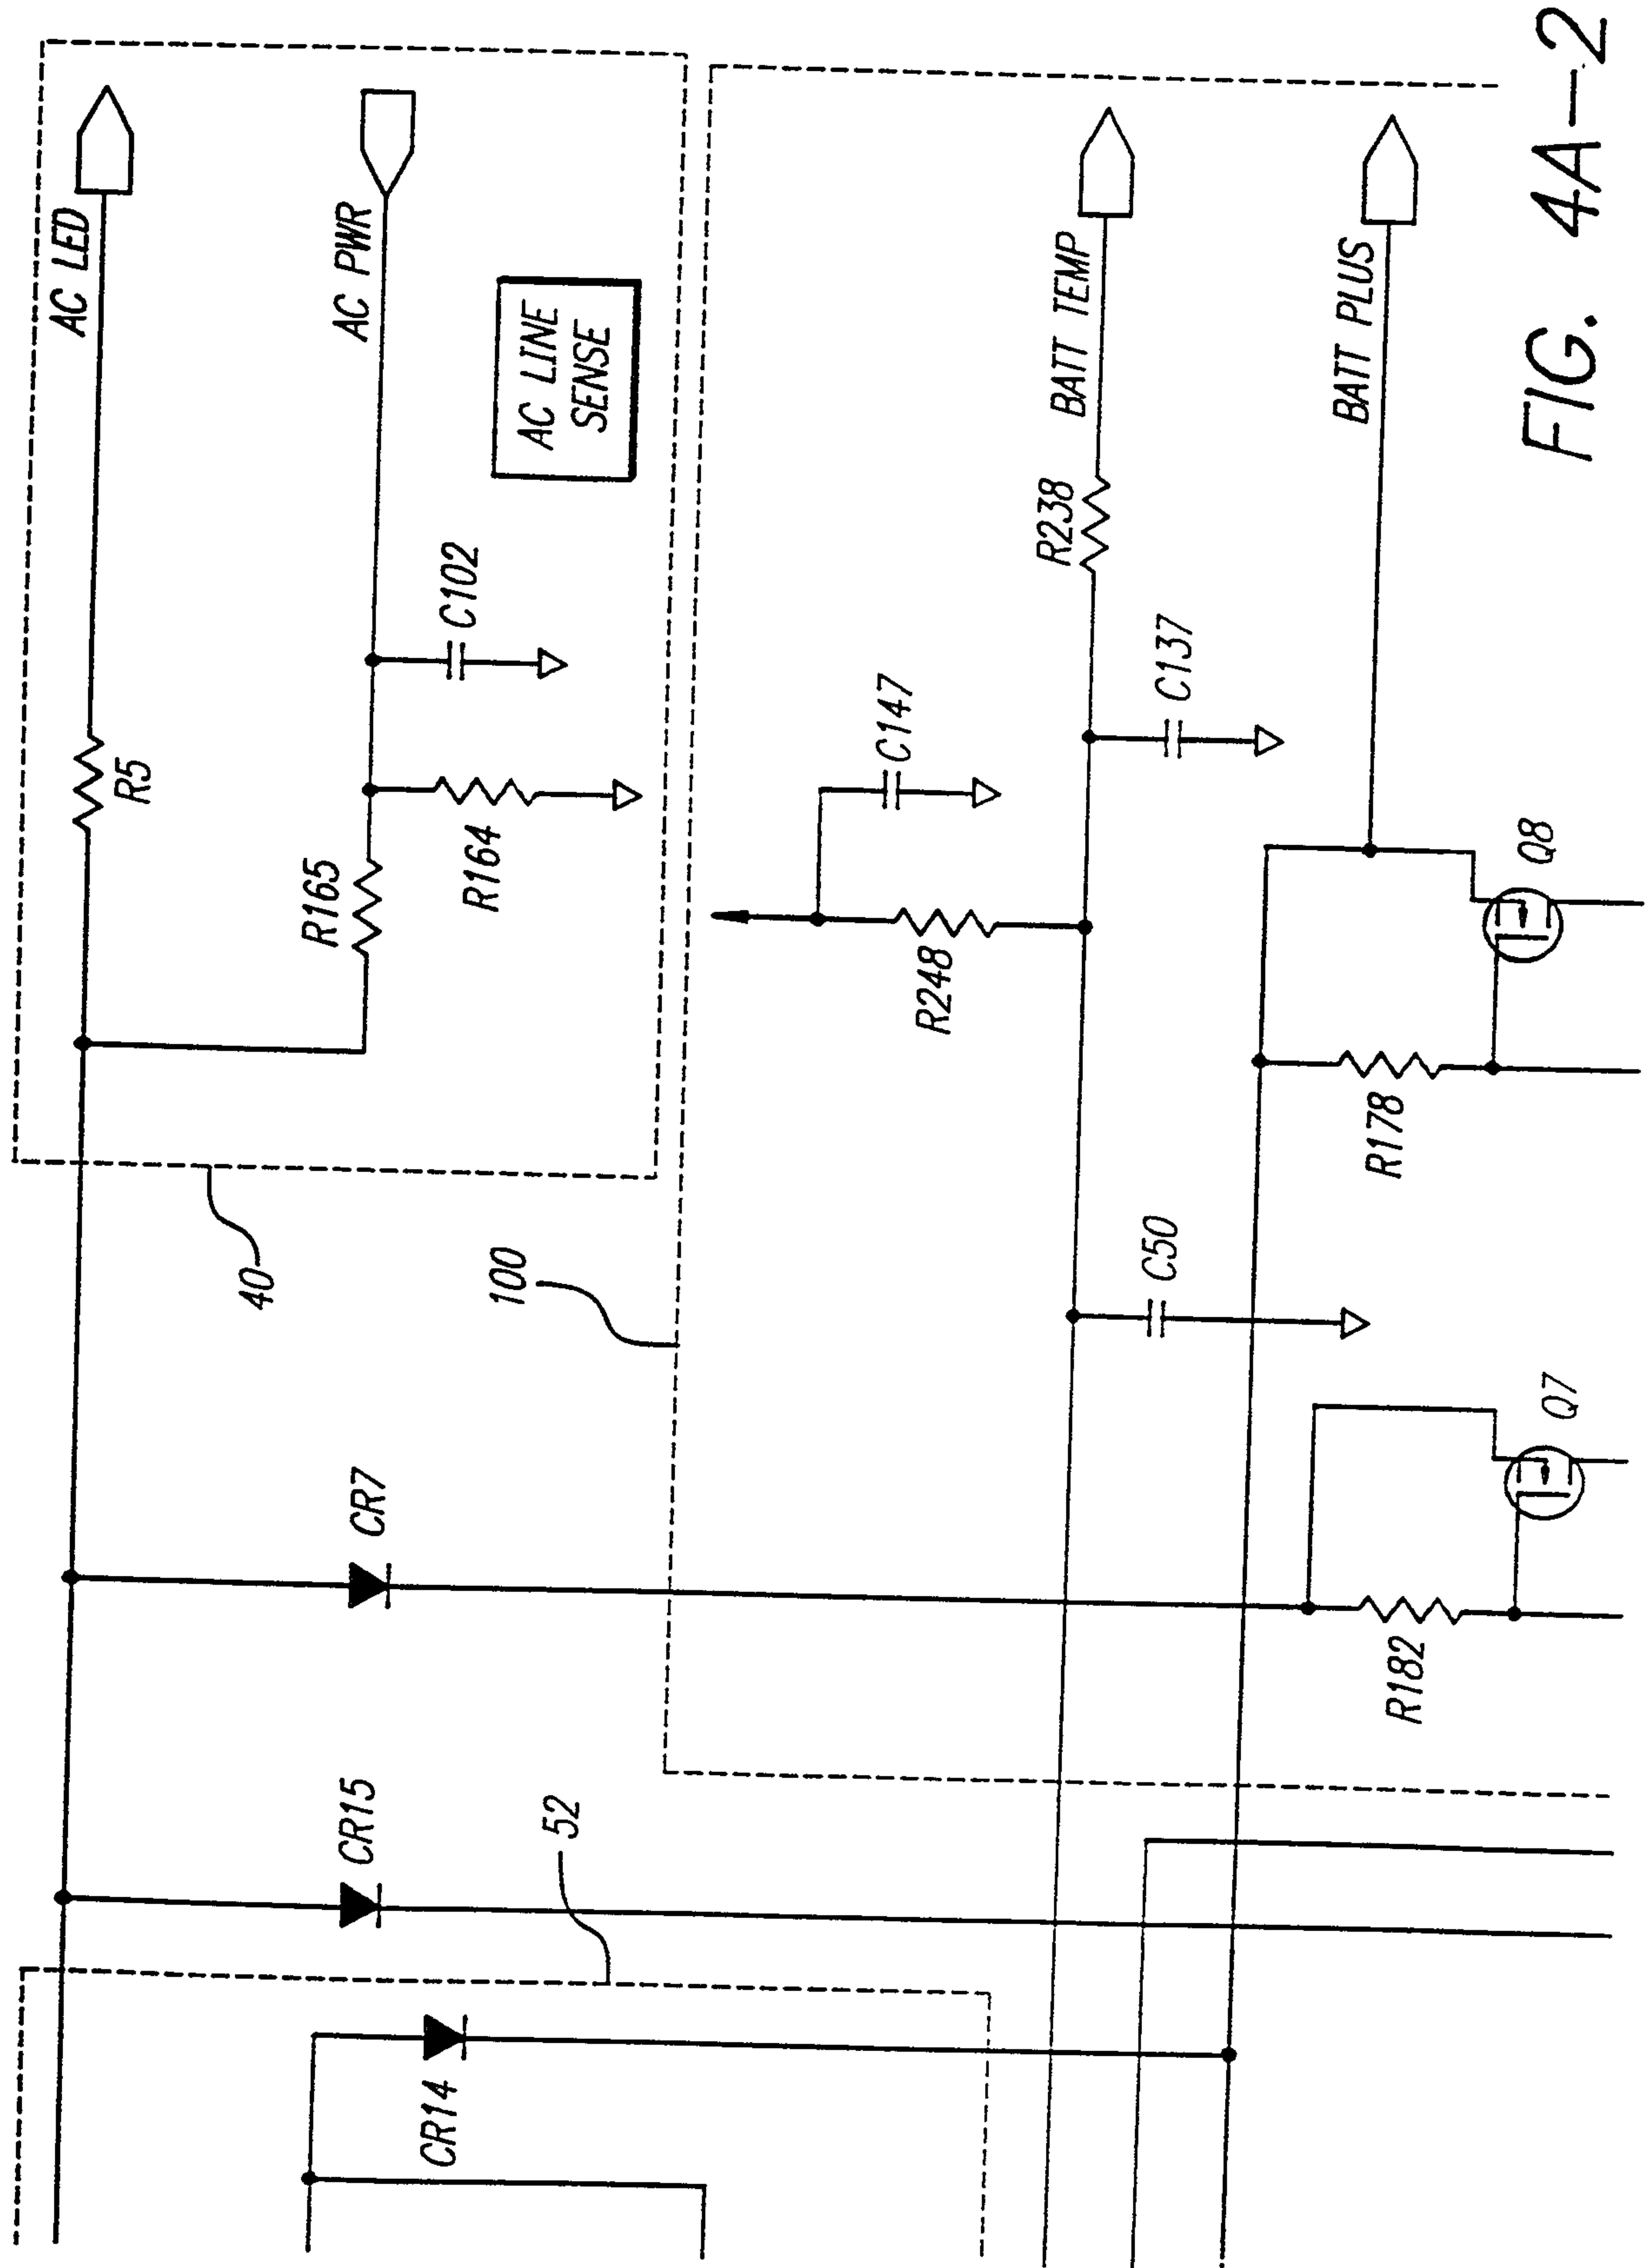 AC LED
R5
AC PWR
R165
R164
C102
AC LINE
SENSE
40
100
CR7
CR15
52
CR14
C147
R248
R238
BATT TEMP
C137
C50
BATT PLUS
R178
Q8
R182
Q7
FIG. 4A-2